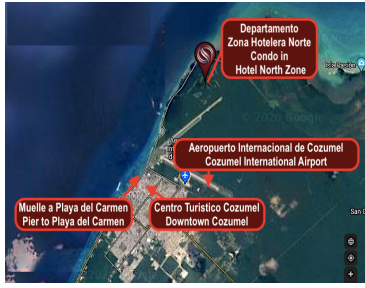 Departamento
Zona Hotelera Norte
Condo in
Hotel North Zone
© 2020 Google
Aeropuerto Internacional de Cozumel
Cozumel International Airport
Muelle a Playa del Carmen
Pier to Playa del Carmen
Centro Turistico Cozumel
Downtown Cozumel
San